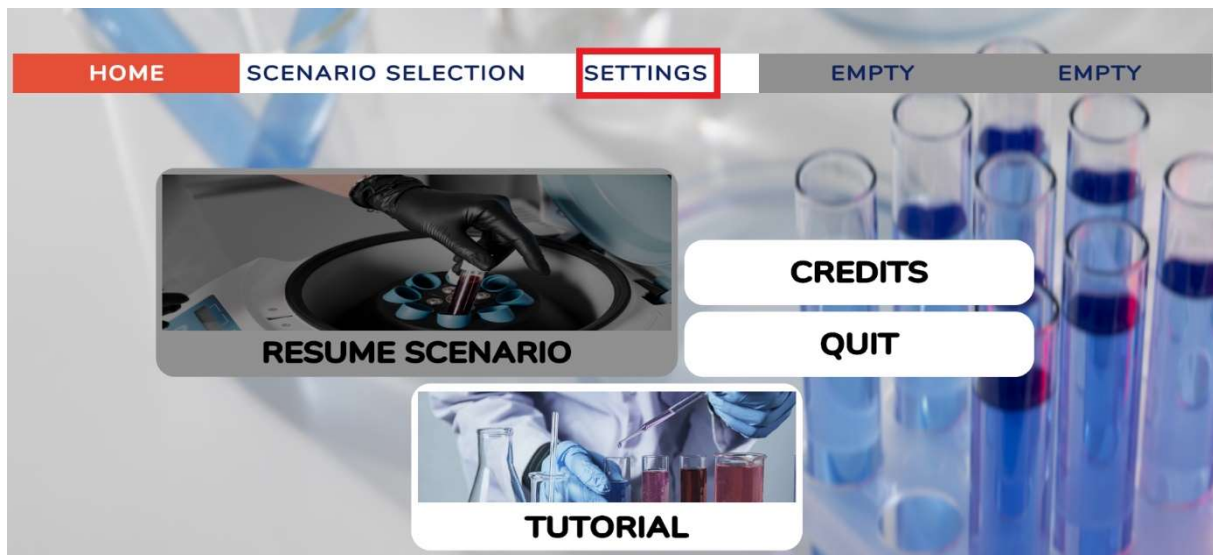 HOME SCENARIO SELECTION SETTINGS EMPTY EMPTY
CREDITS
RESUME SCENARIO
QUIT
TUTORIAL